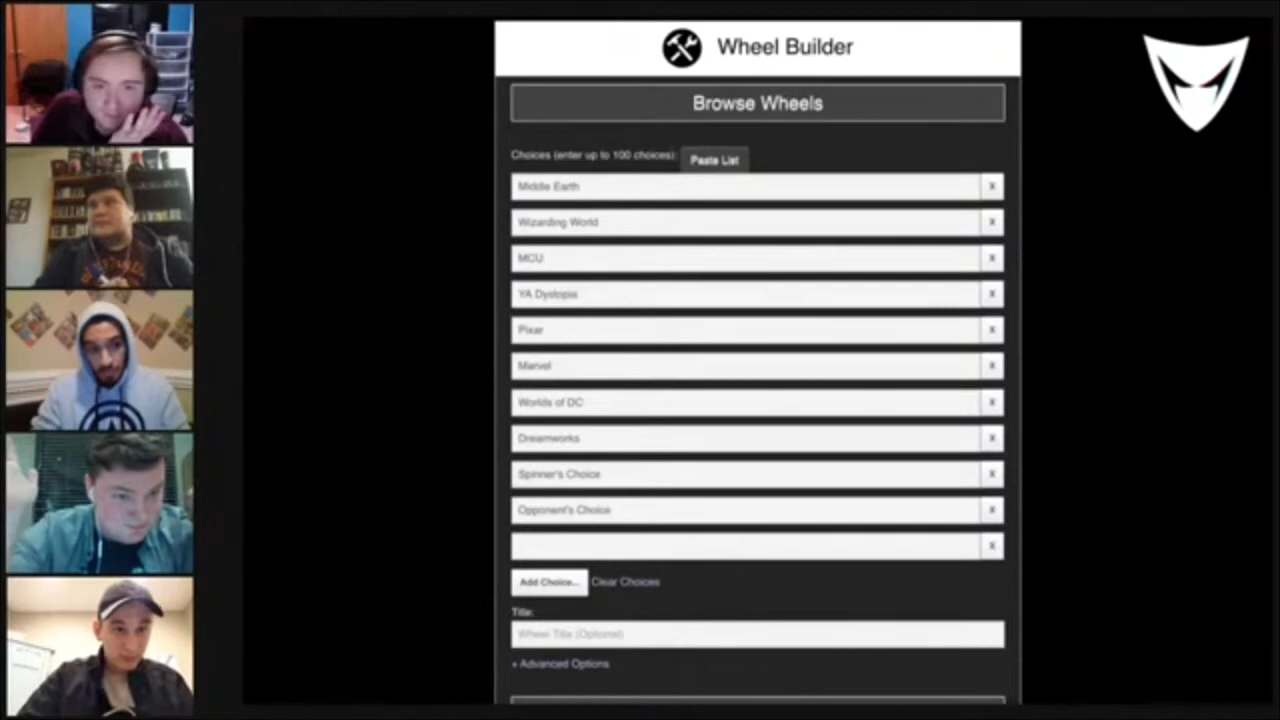 Wheel Builder
Browse Wheels
Choices (enter up to 100 choices): Paste List
Middle Earth x
Wizarding World x
MCU x
YA Dystopia x
Pixar x
Marvel x
Worlds of DC x
Dreamworks x
Spinner's Choice x
Opponent's Choice x
x
Add Choice... Clear Choices
Title:
Wheel Title (Optional)
+ Advanced Options